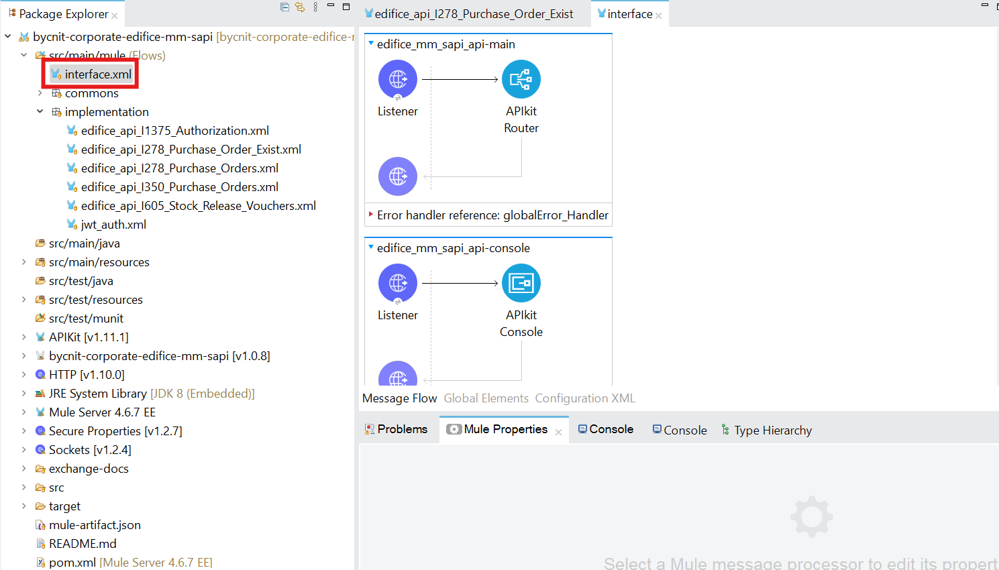 Package Explorer
bycnit-corporate-edifice-mm-sapi [bycnit-corporate-edifice-
src/main/mule (Flows)
interface.xml
commons
implementation
edifice_api_I1375_Authorization.xml
edifice_api_I278_Purchase_Order_Exist.xml
edifice_api_I278_Purchase_Orders.xml
edifice_api_I350_Purchase_Orders.xml
edifice_api_I605_Stock_Release_Vouchers.xml
jwt_auth.xml
src/main/java
src/main/resources
src/test/java
src/test/resources
src/test/munit
APIKit [v1.11.1]
bycnit-corporate-edifice-mm-sapi [v1.0.8]
HTTP [v1.10.0]
JRE System Library [JDK 8 (Embedded)]
Mule Server 4.6.7 EE
Secure Properties [v1.2.7]
Sockets [v1.2.4]
exchange-docs
src
target
mule-artifact.json
README.md
pom.xml [Mule Server 4.6.7 EE]
edifice_api_I278_Purchase_Order_Exist
interface
edifice_mm_sapi_api-main
Listener
APIkit
Router
Error handler reference: globalError_Handler
edifice_mm_sapi_api-console
Listener
APIkit
Console
Message Flow Global Elements Configuration XML
Problems Mule Properties Console Console Type Hierarchy
Select a Mule message processor to edit its propert